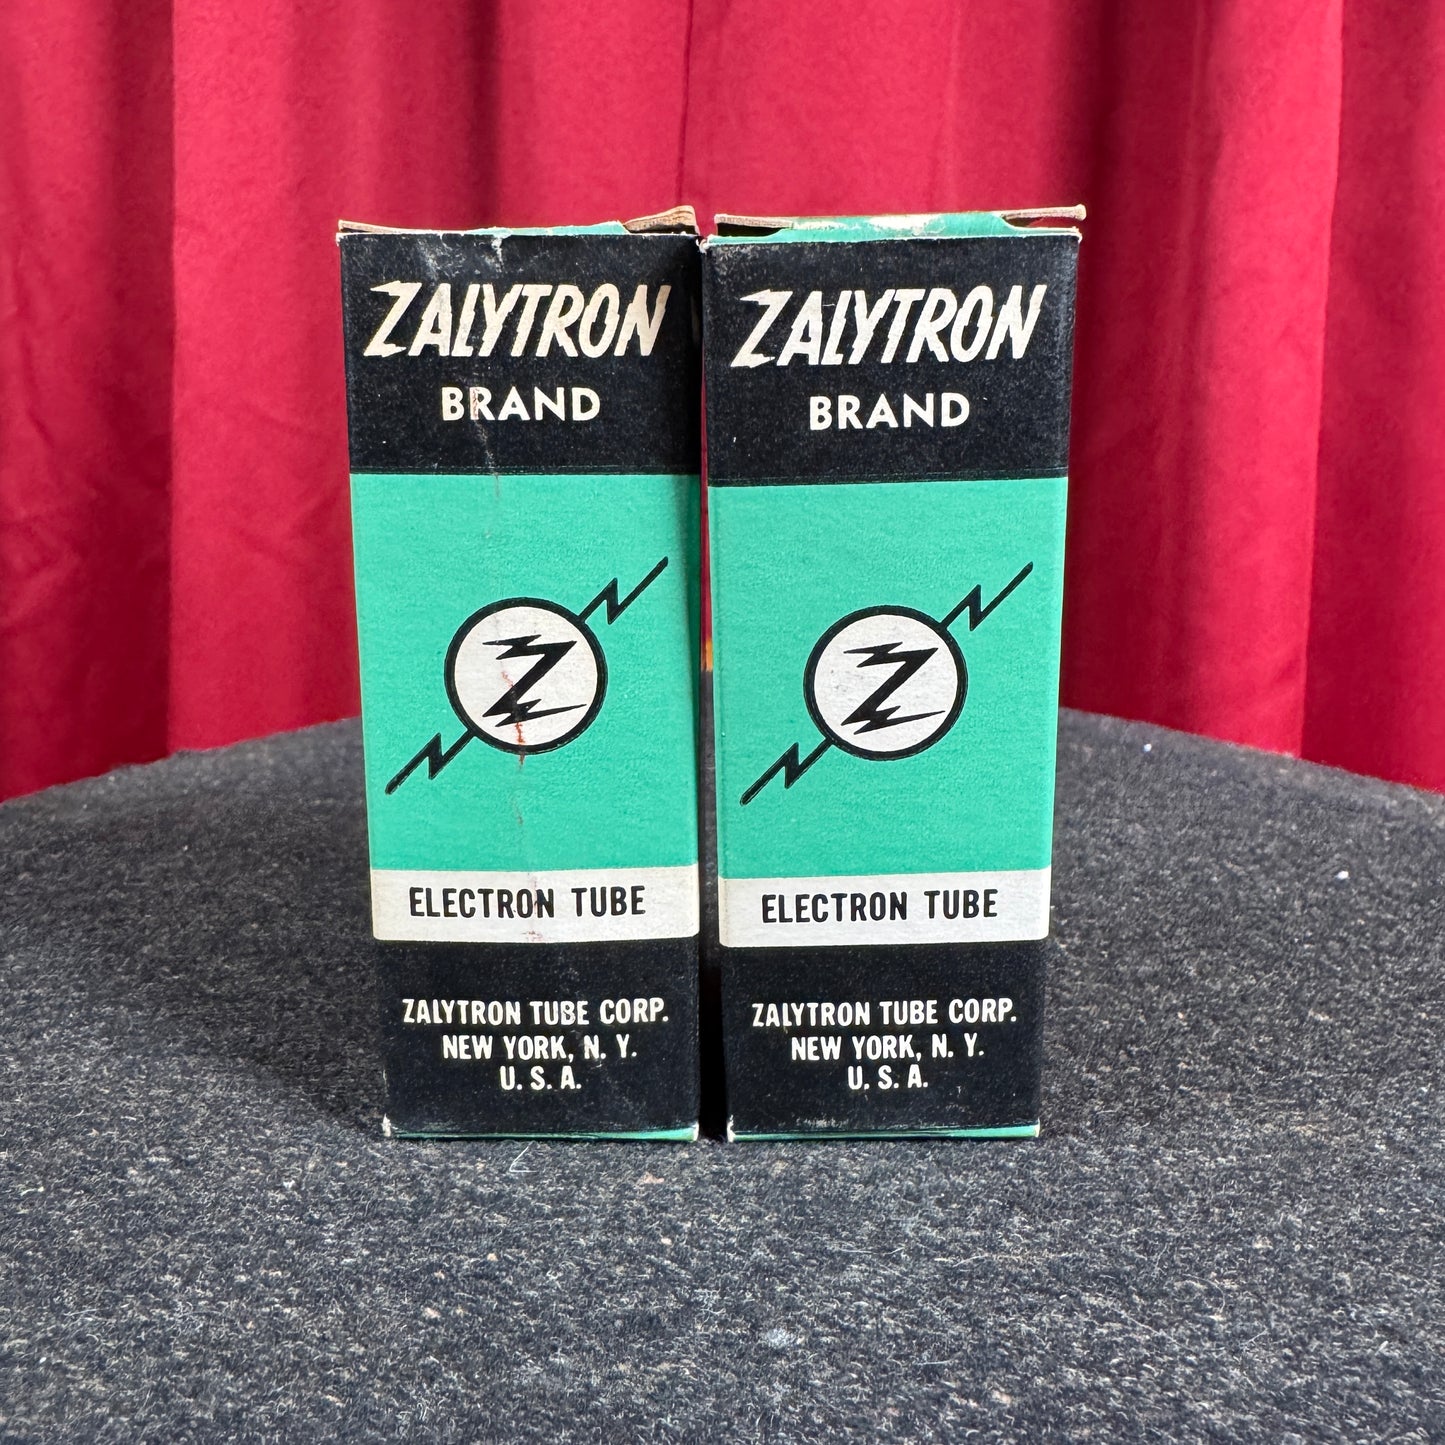 ZALYTRON
BRAND
Z
ELECTRON TUBE
ZALYTRON TUBE CORP.
NEW YORK, N. Y.
U. S. A.
ZALYTRON
BRAND
Z
ELECTRON TUBE
ZALYTRON TUBE CORP.
NEW YORK, N. Y.
U. S. A.